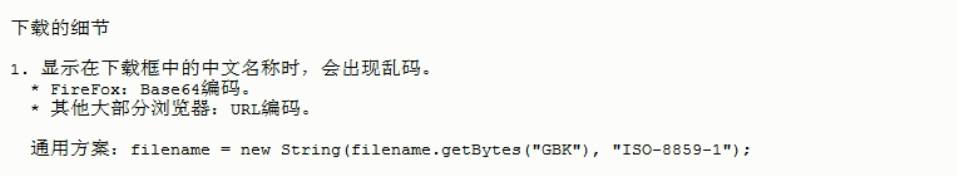 下载的细节
1. 显示在下载框中的中文名称时，会出现乱码。
* FireFox：Base64编码。
* 其他大部分浏览器：URL编码。
通用方案：filename = new String(filename.getBytes("GBK"), "ISO-8859-1");